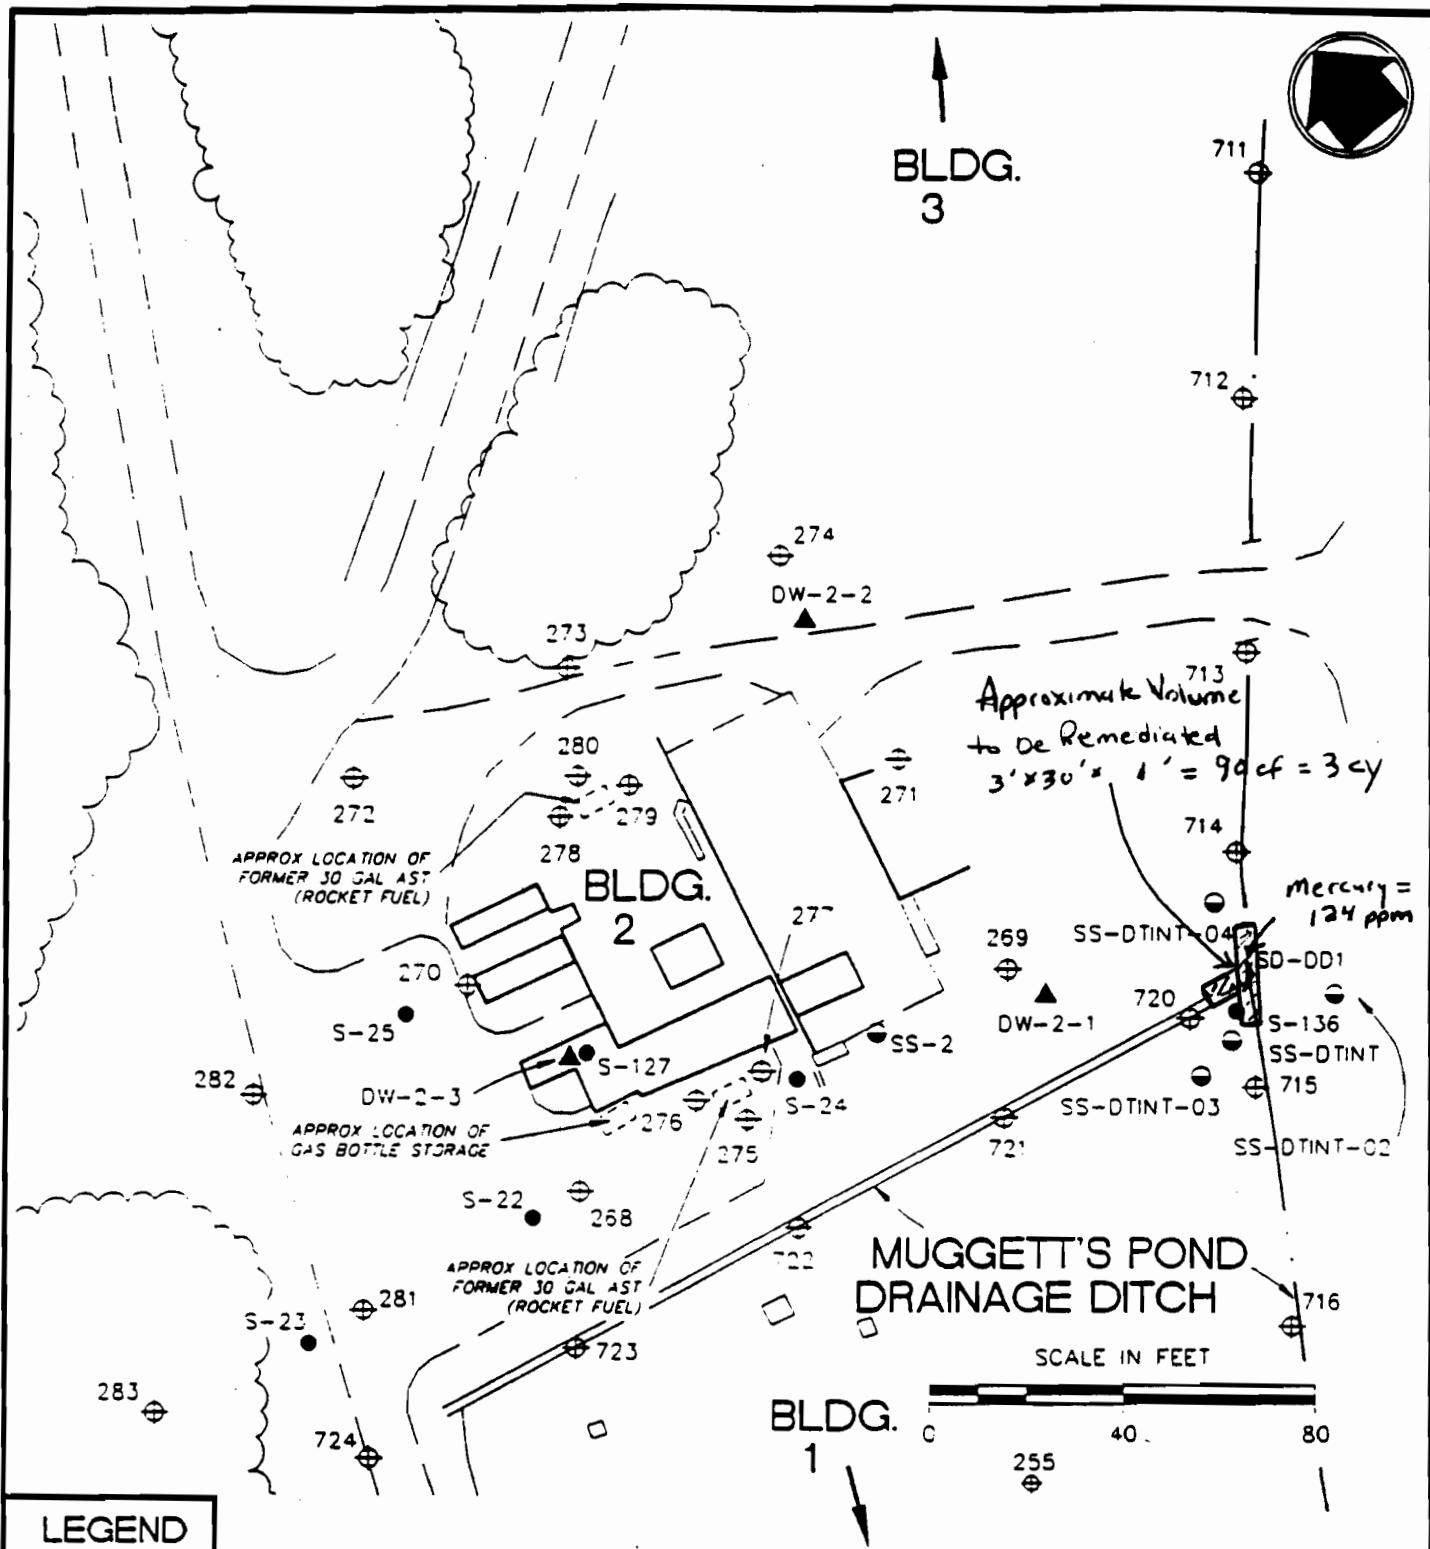 BLDG.
3
711
712
274
DW-2-2
273
713
Approximate Volume
to be Remediated
3'x30'x 1' = 90cf = 3cy
280
272
279
271
278
714
APPROX LOCATION OF
FORMER 30 GAL AST
(ROCKET FUEL)
BLDG.
2
277
Mercury =
124 ppm
269
SS-DTINT-04
SD-DD1
270
720
S-25
DW-2-1
S-136
SS-2
SS-DTINT
S-127
282
DW-2-3
S-24
715
SS-DTINT-03
276
APPROX LOCATION OF
GAS BOTTLE STORAGE
275
721
SS-DTINT-02
S-22
268
722
MUGGETT'S POND
DRAINAGE DITCH
APPROX LOCATION OF
FORMER 30 GAL AST
(ROCKET FUEL)
281
S-23
716
723
SCALE IN FEET
283
BLDG.
1
0 40 80
724
255
LEGEND